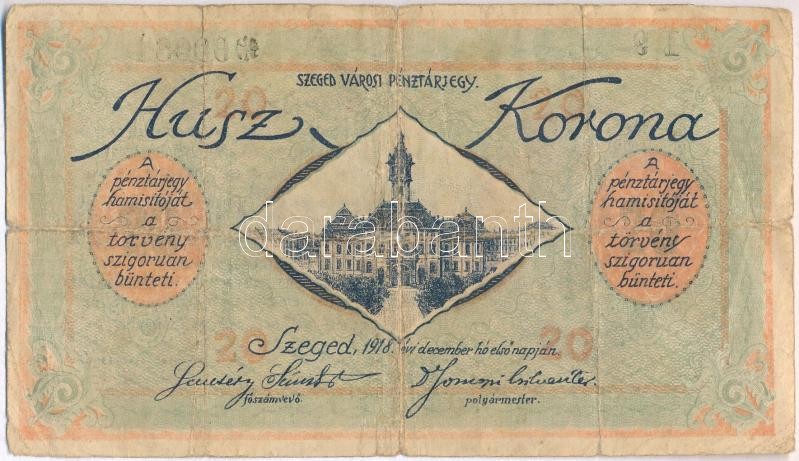 SZEGED VÁROSI PÉNZTÁRJEGY.
20 20
Husz Korona
A
pénztárjegy
hamisitóját
a
törvény
szigoruan
bünteti.
A
pénztárjegy
hamisitóját
a
törvény
szigoruan
bünteti.
darabanth
20 20
Szeged, 1918. évi december hó első napján.
főszámvevő. polgármester.